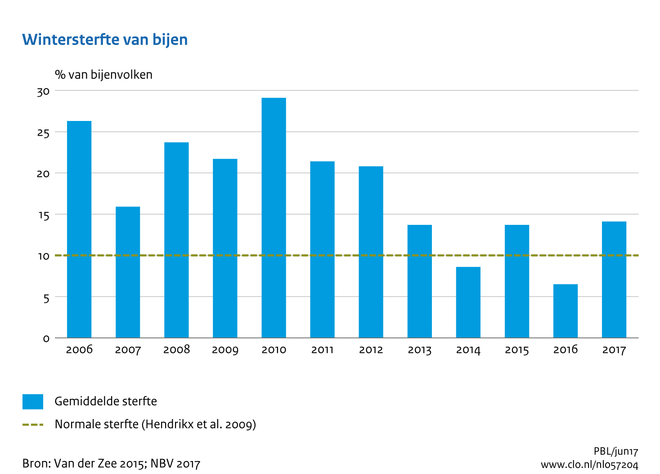 Wintersterfte van bijen
% van bijenvolken
30
25
20
15
10
5
0
2006 2007 2008 2009 2010 2011 2012 2013 2014 2015 2016 2017
Gemiddelde sterfte
Normale sterfte (Hendrikx et al. 2009)
Bron: Van der Zee 2015; NBV 2017
PBL/jun17
www.clo.nl/nl057204